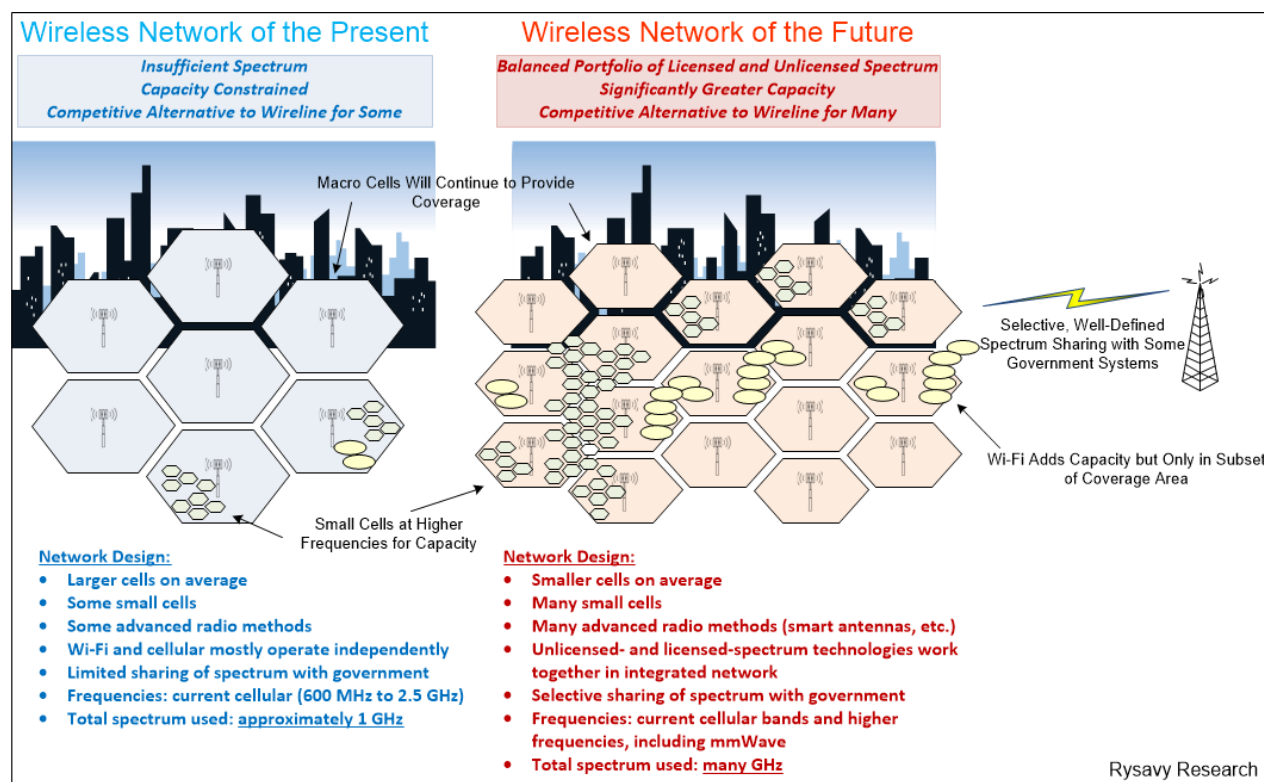 Wireless Network of the Present
Insufficient Spectrum
Capacity Constrained
Competitive Alternative to Wireline for Some
Wireless Network of the Future
Balanced Portfolio of Licensed and Unlicensed Spectrum
Significantly Greater Capacity
Competitive Alternative to Wireline for Many
Macro Cells Will Continue to Provide
Coverage
Selective, Well-Defined
Spectrum Sharing with Some
Government Systems
Wi-Fi Adds Capacity but Only in Subset
of Coverage Area
Small Cells at Higher
Frequencies for Capacity
Network Design:
• Larger cells on average
• Some small cells
• Some advanced radio methods
• Wi-Fi and cellular mostly operate independently
• Limited sharing of spectrum with government
• Frequencies: current cellular (600 MHz to 2.5 GHz)
• Total spectrum used: approximately 1 GHz
Network Design:
• Smaller cells on average
• Many small cells
• Many advanced radio methods (smart antennas, etc.)
• Unlicensed- and licensed-spectrum technologies work
together in integrated network
• Selective sharing of spectrum with government
• Frequencies: current cellular bands and higher
frequencies, including mmWave
• Total spectrum used: many GHz
Rysavy Research